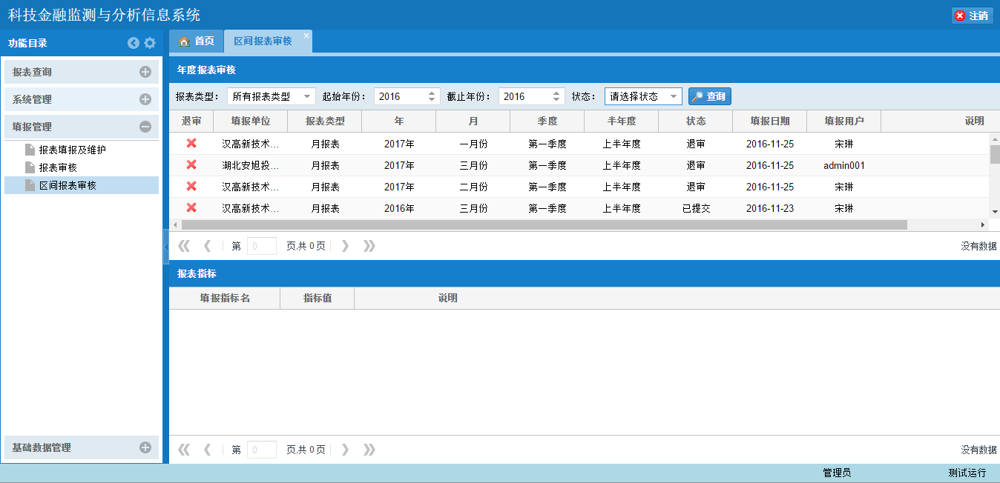 科技金融监测与分析信息系统
注销
功能目录
首页
区间报表审核
报表查询
系统管理
填报管理
报表填报及维护
报表审核
区间报表审核
基础数据管理
年度报表审核
报表类型： 所有报表类型 起始年份： 2016 截止年份： 2016 状态： 请选择状态 查询
退审 填报单位 报表类型 年 月 季度 半年度 状态 填报日期 填报用户 说明
汉高新技术... 月报表 2017年 一月份 第一季度 上半年度 退审 2016-11-25 宋琳
湖北安旭投... 月报表 2017年 三月份 第一季度 上半年度 退审 2016-11-25 admin001
汉高新技术... 月报表 2017年 二月份 第一季度 上半年度 退审 2016-11-25 宋琳
汉高新技术... 月报表 2016年 三月份 第一季度 上半年度 已提交 2016-11-23 宋琳
第 0 页,共 0 页 没有数据
报表指标
填报指标名 指标值 说明
第 0 页,共 0 页 没有数据
管理员 测试运行